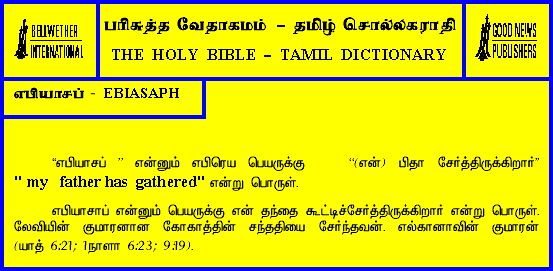 BELLWETHER
INTERNATIONAL
பரிசுத்த வேதாகமம் – தமிழ் சொல்லகராதி
THE HOLY BIBLE – TAMIL DICTIONARY
GOOD NEWS
PUBLISHERS
எபியாசப் - EBIASAPH
“எபியாசப் ” என்னும் எபிரெய பெயருக்கு “(என்) பிதா சேர்த்திருக்கிறார்”
" my father has gathered" என்று பொருள்.
எபியாசாப் என்னும் பெயருக்கு என் தந்தை கூட்டிச்சேர்த்திருக்கிறார் என்று பொருள்.
லேவியின் குமாரனான கோகாத்தின் சந்ததியை சேர்ந்தவன். எல்கானாவின் குமாரன்
(யாத் 6:21; 1நாளா 6:23; 9:19).